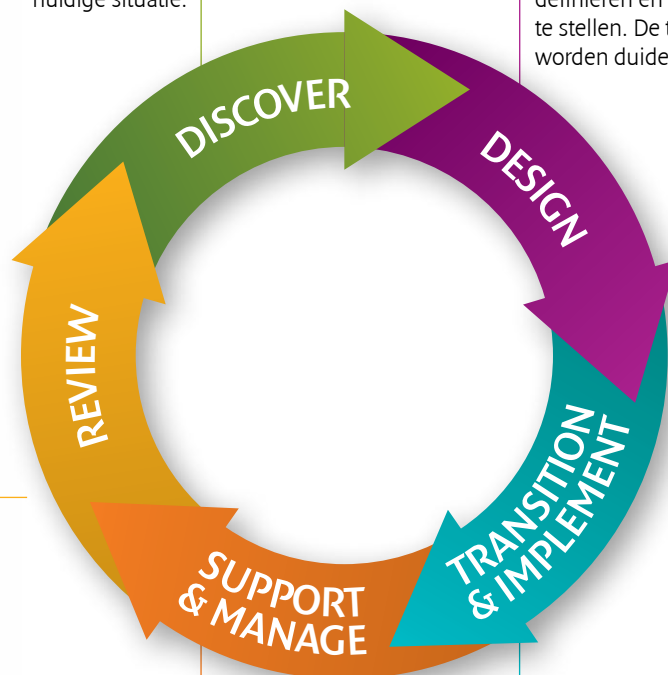 huidige situatie.
definiëren en
te stellen. De
worden duide
DISCOVER
DESIGN
TRANSITION
& IMPLEMENT
SUPPORT
& MANAGE
REVIEW